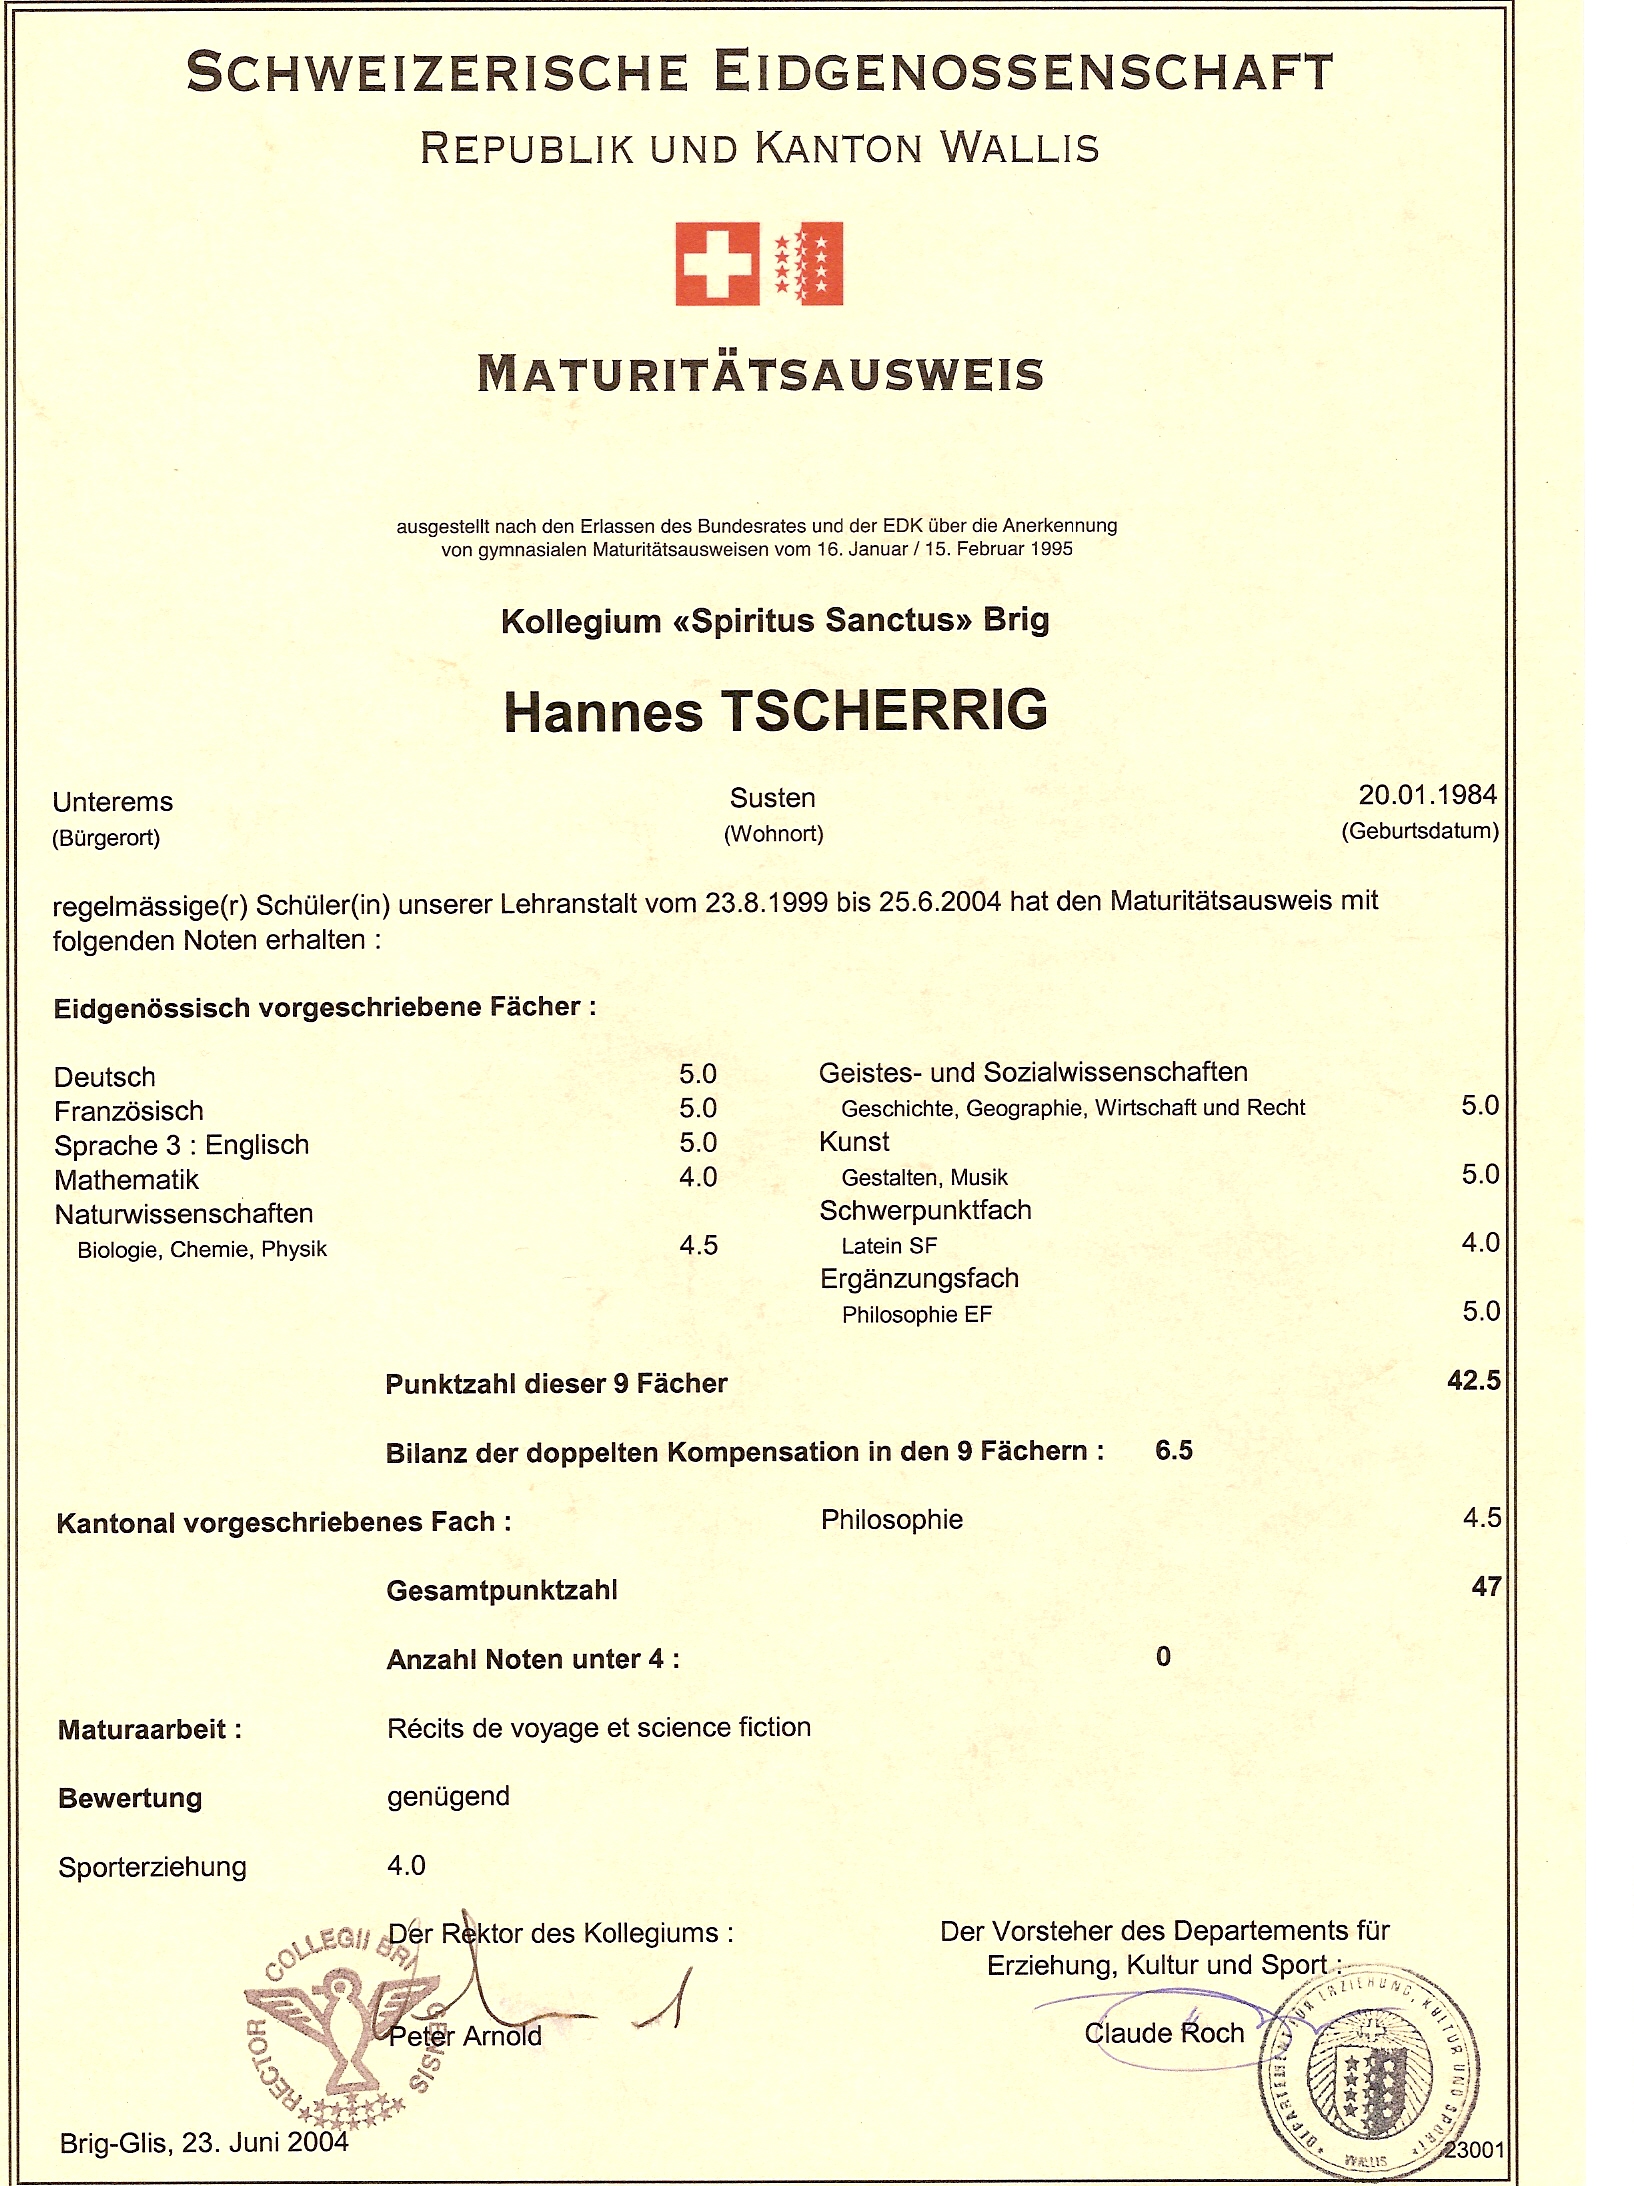 SCHWEIZERISCHE EIDGENOSSENSCHAFT
REPUBLIK UND KANTON WALLIS
MATURITÄTSAUSWEIS
ausgestellt nach den Erlassen des Bundesrates und der EDK über die Anerkennung
von gymnasialen Maturitätsausweisen vom 16. Januar / 15. Februar 1995
Kollegium «Spiritus Sanctus» Brig
Hannes TSCHERRIG
Unterems Susten 20.01.1984
(Bürgerort) (Wohnort) (Geburtsdatum)
regelmässige(r) Schüler(in) unserer Lehranstalt vom 23.8.1999 bis 25.6.2004 hat den Maturitätsausweis mit
folgenden Noten erhalten :
Eidgenössisch vorgeschriebene Fächer :
Deutsch 5.0
Französisch 5.0
Sprache 3 : Englisch 5.0
Mathematik 4.0
Naturwissenschaften
Biologie, Chemie, Physik 4.5
Geistes- und Sozialwissenschaften
Geschichte, Geographie, Wirtschaft und Recht 5.0
Kunst
Gestalten, Musik 5.0
Schwerpunktfach
Latein SF 4.0
Ergänzungsfach
Philosophie EF 5.0
Punktzahl dieser 9 Fächer 42.5
Bilanz der doppelten Kompensation in den 9 Fächern : 6.5
Kantonal vorgeschriebenes Fach : Philosophie 4.5
Gesamtpunktzahl 47
Anzahl Noten unter 4 : 0
Maturaarbeit : Récits de voyage et science fiction
Bewertung genügend
Sporterziehung 4.0
Der Rektor des Kollegiums :
Peter Arnold
RECTOR COLLEGII BRIGENSIS
Der Vorsteher des Departements für
Erziehung, Kultur und Sport :
Claude Roch
DEPARTEMENT FÜR ERZIEHUNG, KULTUR UND SPORT
WALLIS
Brig-Glis, 23. Juni 2004
23001